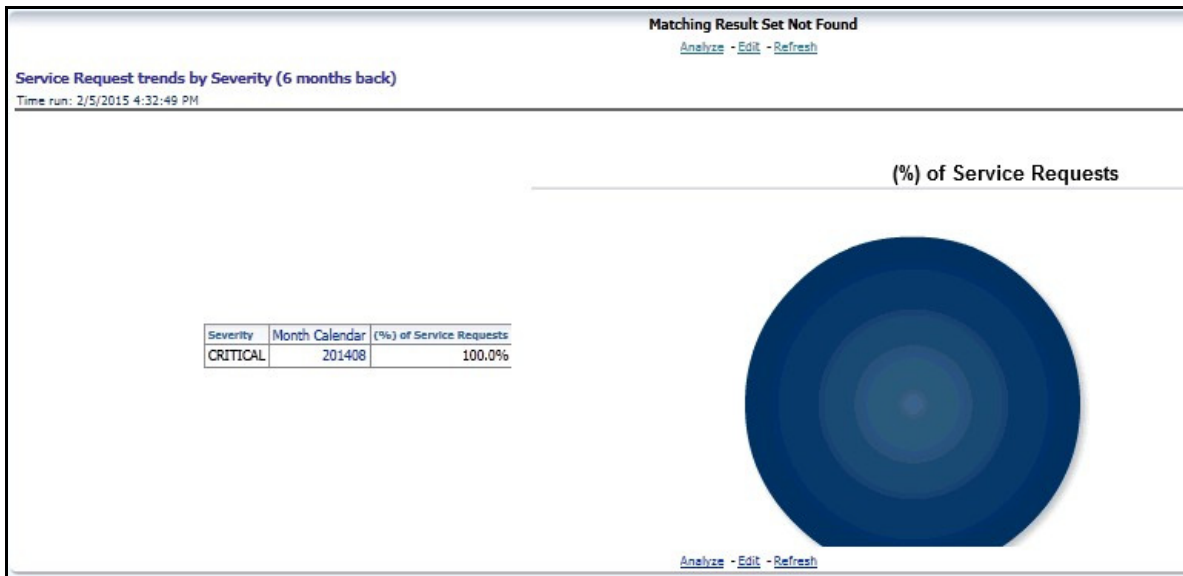 Matching Result Set Not Found
Analyze - Edit - Refresh
Service Request trends by Severity (6 months back)
Time run: 2/5/2015 4:32:49 PM
(%) of Service Requests
Severity Month Calendar (%) of Service Requests
CRITICAL 201408 100.0%
Analyze - Edit - Refresh